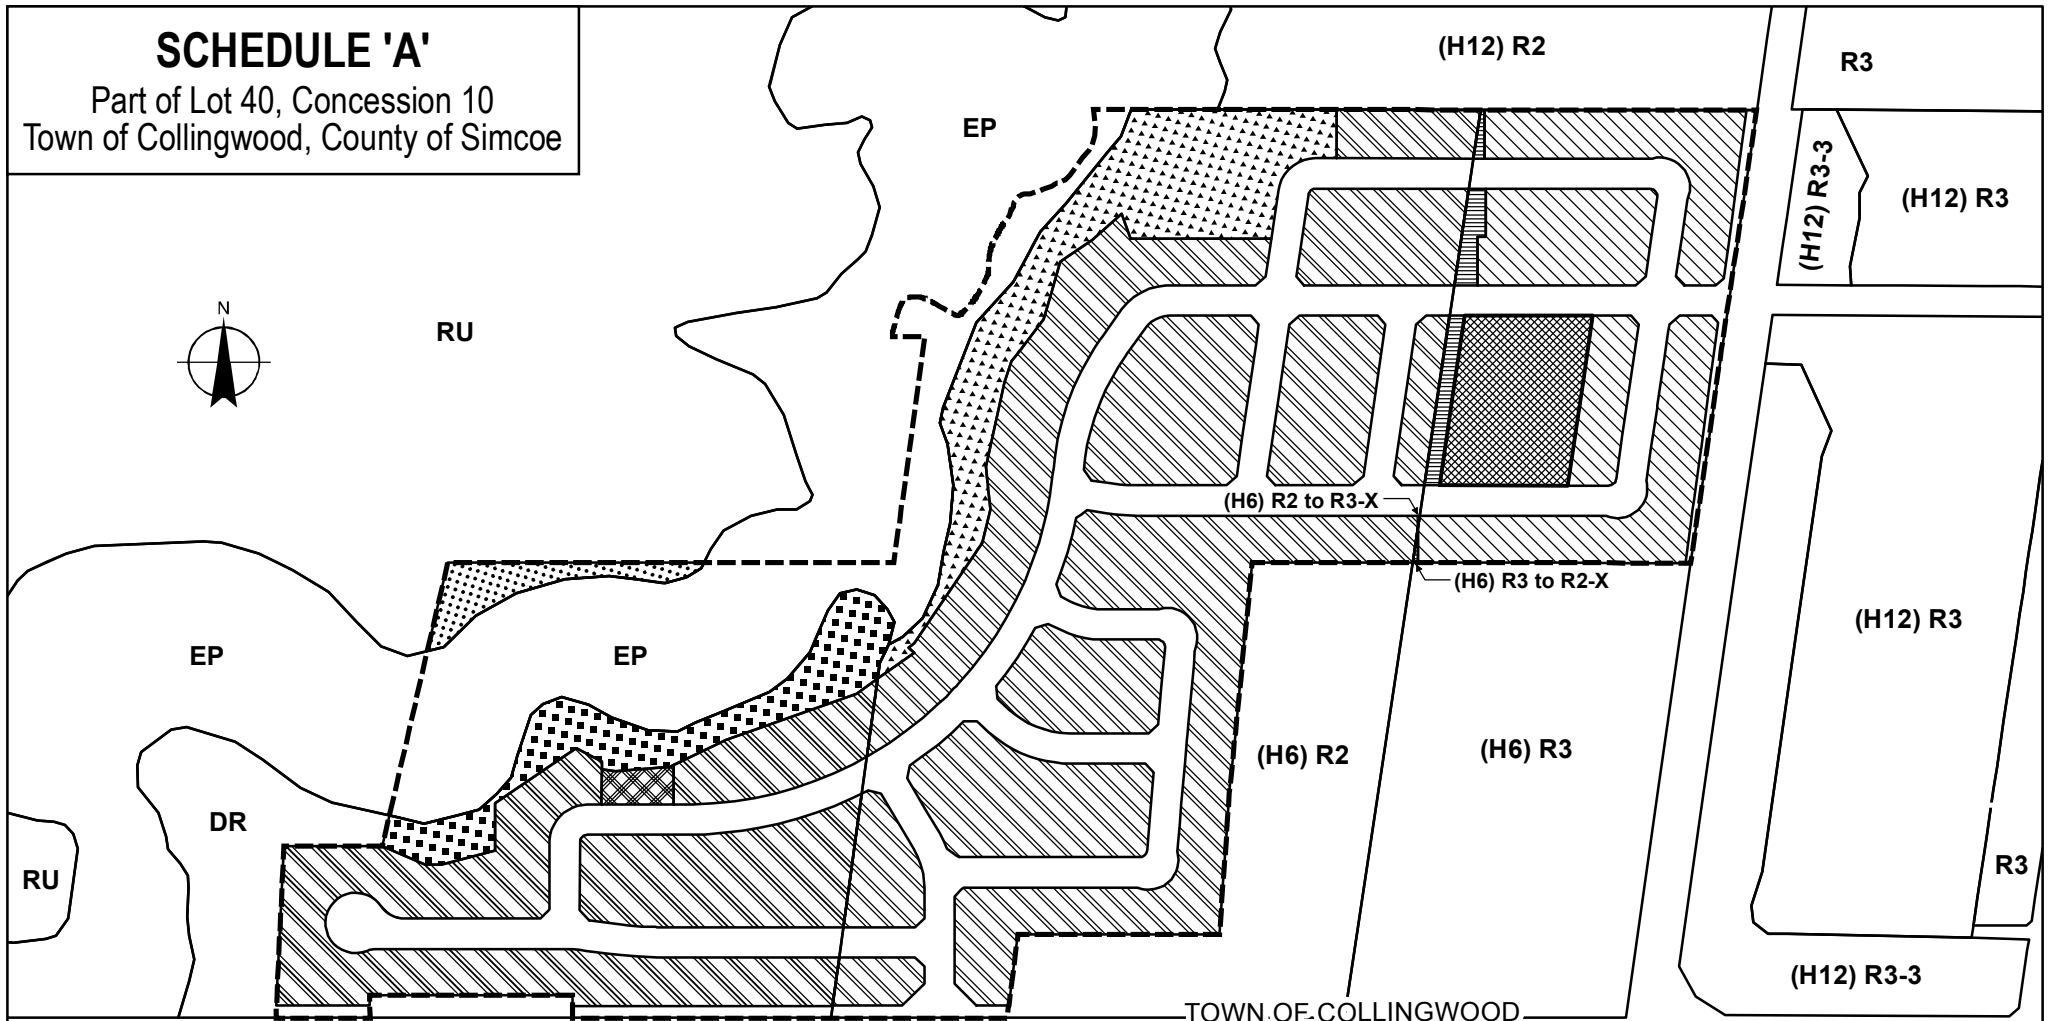 SCHEDULE 'A'
Part of Lot 40, Concession 10
Town of Collingwood, County of Simcoe
(H12) R2
R3
EP
(H12) R3-3
(H12) R3
N
RU
(H6) R2 to R3-X
(H6) R3 to R2-X
(H12) R3
EP
EP
(H6) R2
(H6) R3
DR
RU
R3
(H12) R3-3
TOWN OF COLLINGWOOD